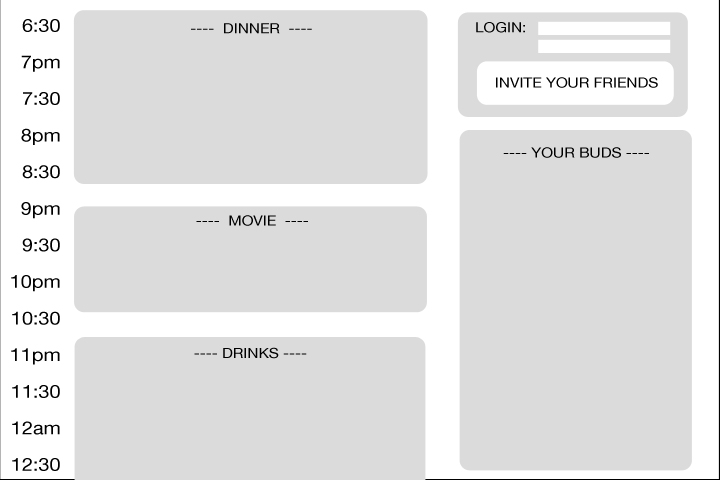 6:30
7pm
7:30
8pm
8:30
9pm
9:30
10pm
10:30
11pm
11:30
12am
12:30
---- DINNER ----
---- MOVIE ----
---- DRINKS ----
LOGIN:
INVITE YOUR FRIENDS
---- YOUR BUDS ----